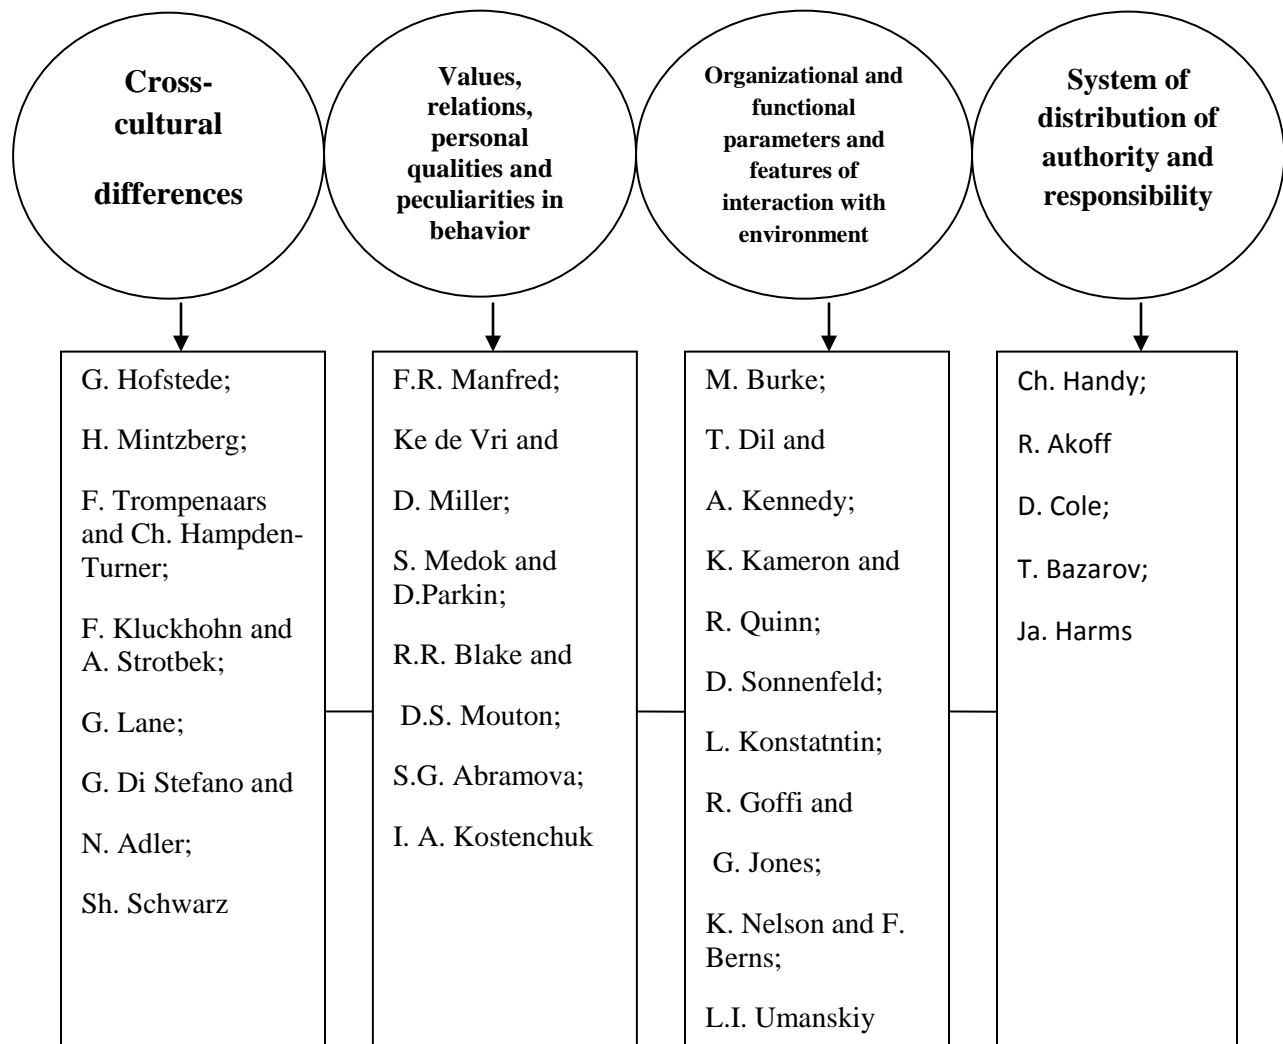 Cross-
cultural
differences
Values,
relations,
personal
qualities and
peculiarities in
behavior
Organizational and
functional
parameters and
features of
interaction with
environment
System of
distribution of
authority and
responsibility
G. Hofstede;
H. Mintzberg;
F. Trompenaars
and Ch. Hampden-
Turner;
F. Kluckhohn and
A. Strotbek;
G. Lane;
G. Di Stefano and
N. Adler;
Sh. Schwarz
F.R. Manfred;
Ke de Vri and
D. Miller;
S. Medok and
D.Parkin;
R.R. Blake and
D.S. Mouton;
S.G. Abramova;
I. A. Kostenchuk
M. Burke;
T. Dil and
A. Kennedy;
K. Kameron and
R. Quinn;
D. Sonnenfeld;
L. Konstatntin;
R. Goffi and
G. Jones;
K. Nelson and F.
Berns;
L.I. Umanskiy
Ch. Handy;
R. Akoff
D. Cole;
T. Bazarov;
Ja. Harms